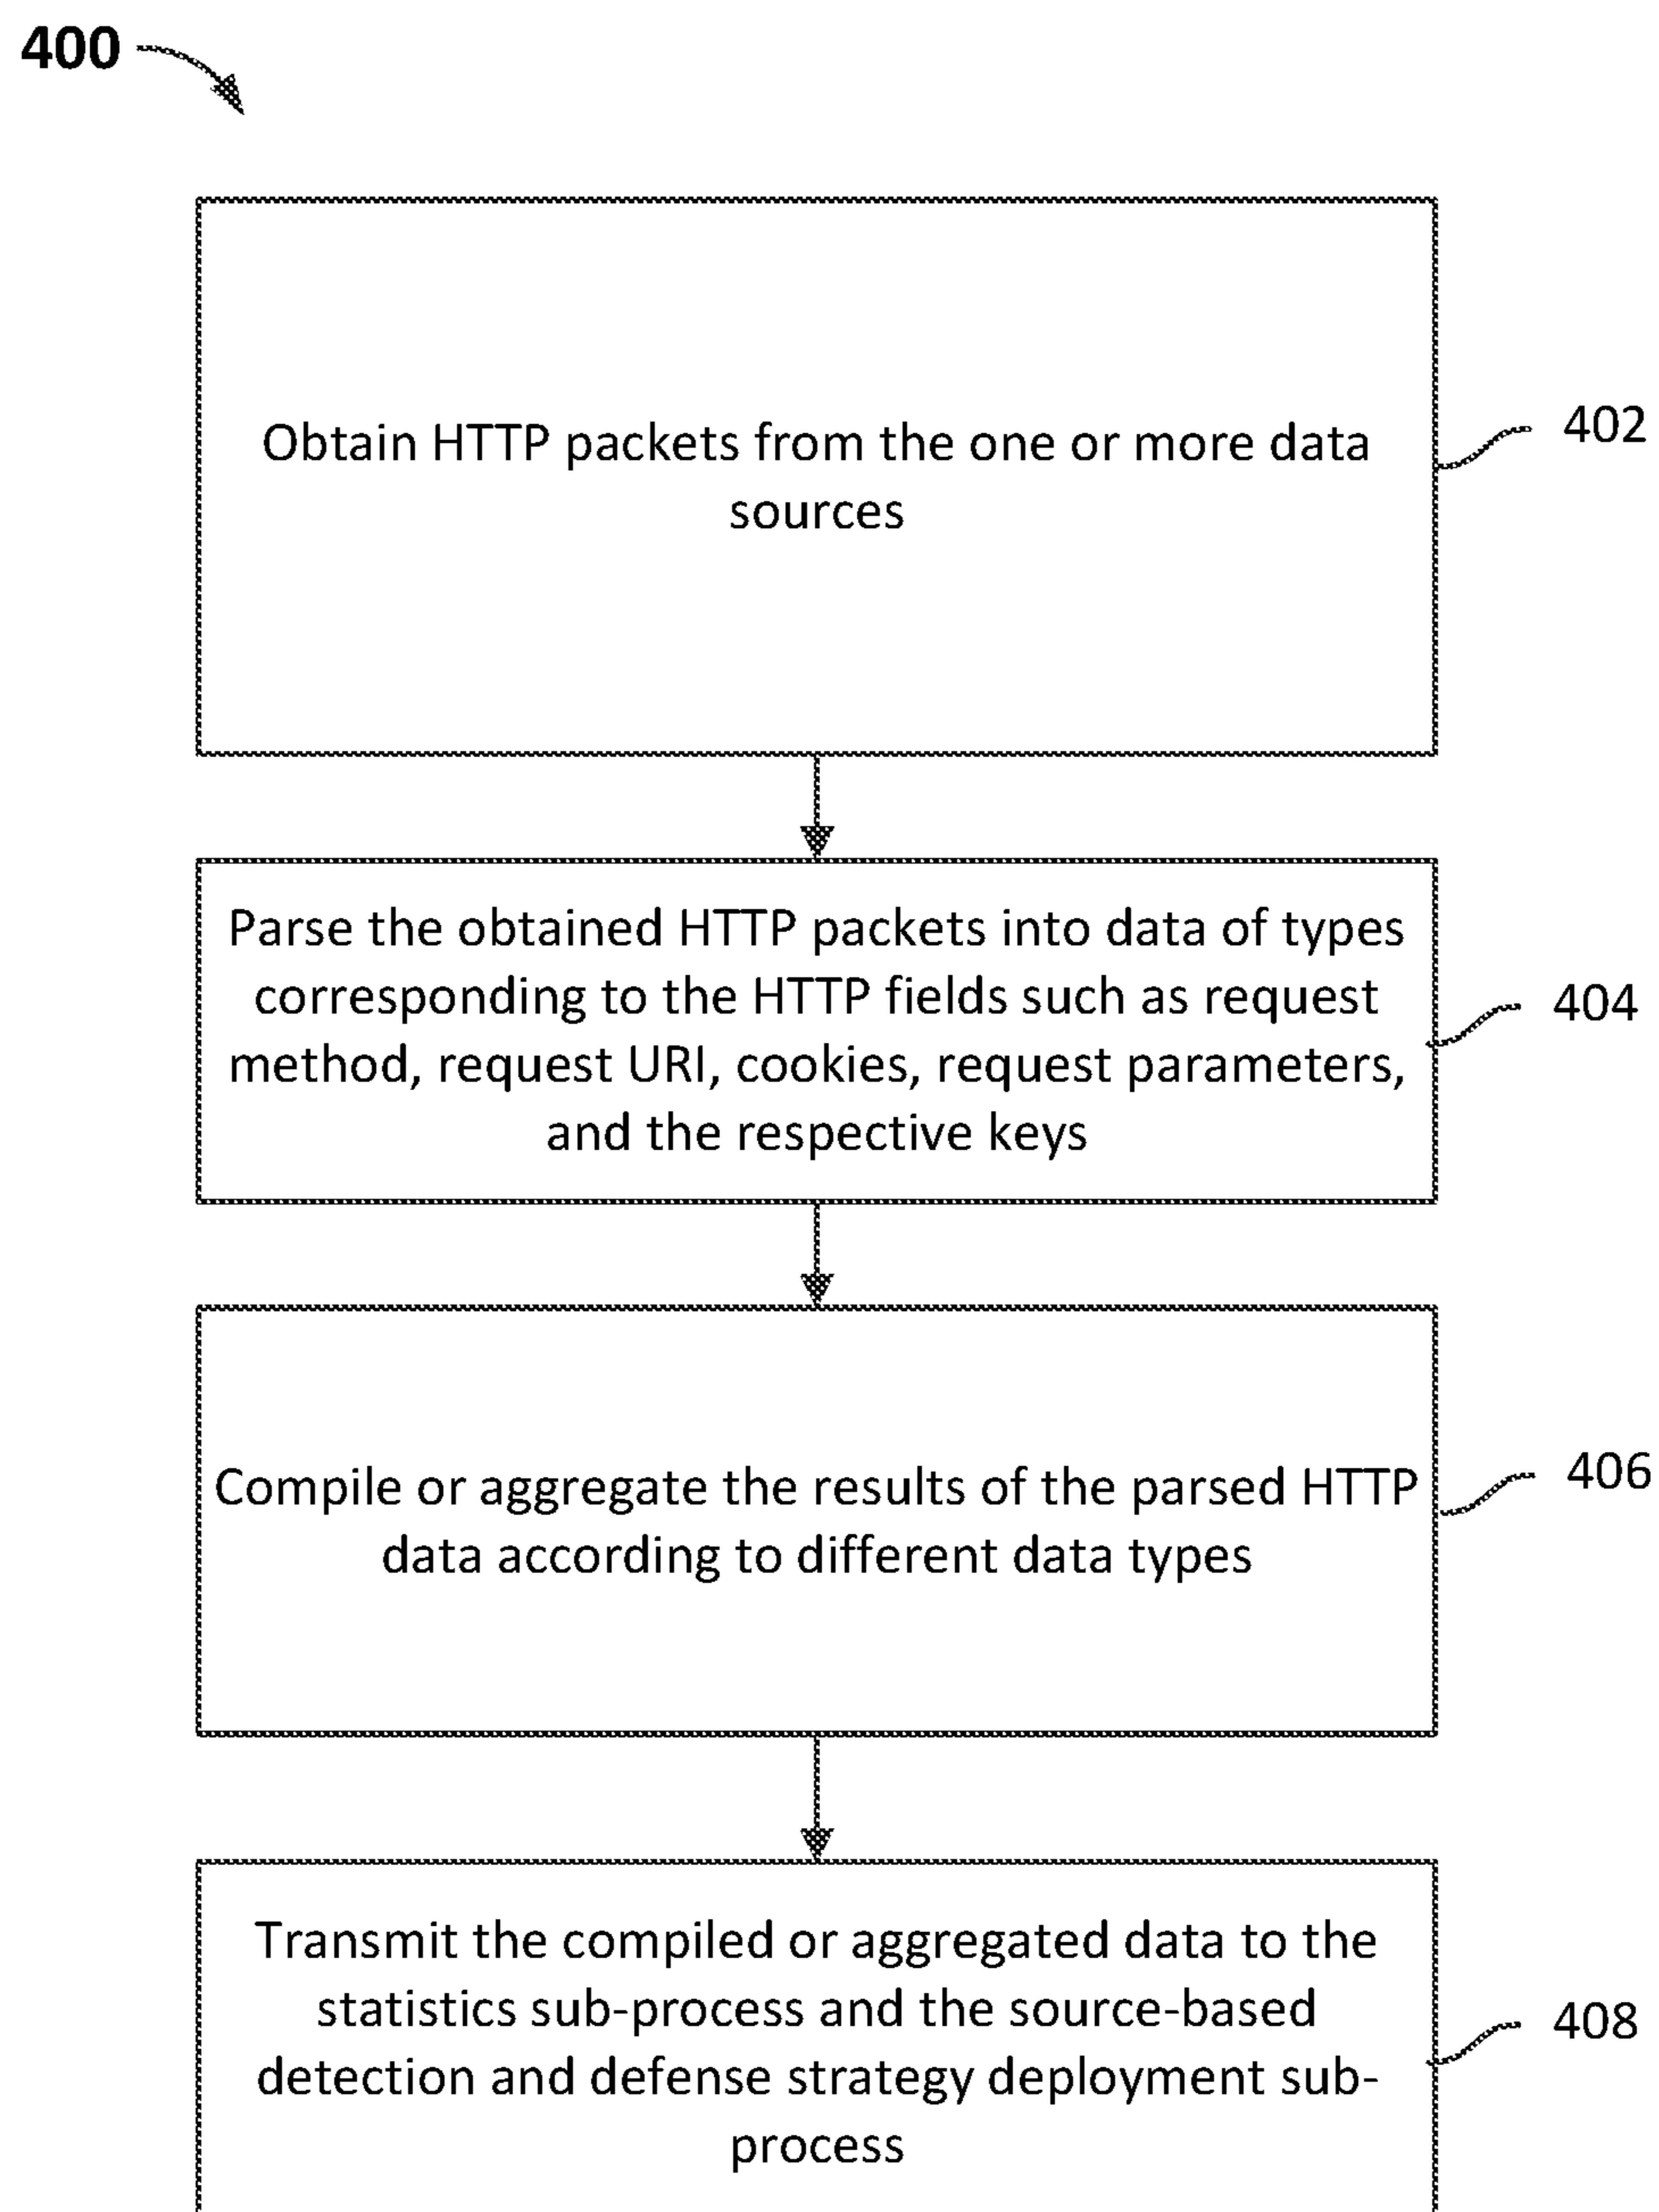 400
Obtain HTTP packets from the one or more data
sources
402
Parse the obtained HTTP packets into data of types
corresponding to the HTTP fields such as request
method, request URI, cookies, request parameters,
and the respective keys
404
Compile or aggregate the results of the parsed HTTP
data according to different data types
406
Transmit the compiled or aggregated data to the
statistics sub-process and the source-based
detection and defense strategy deployment sub-
process
408